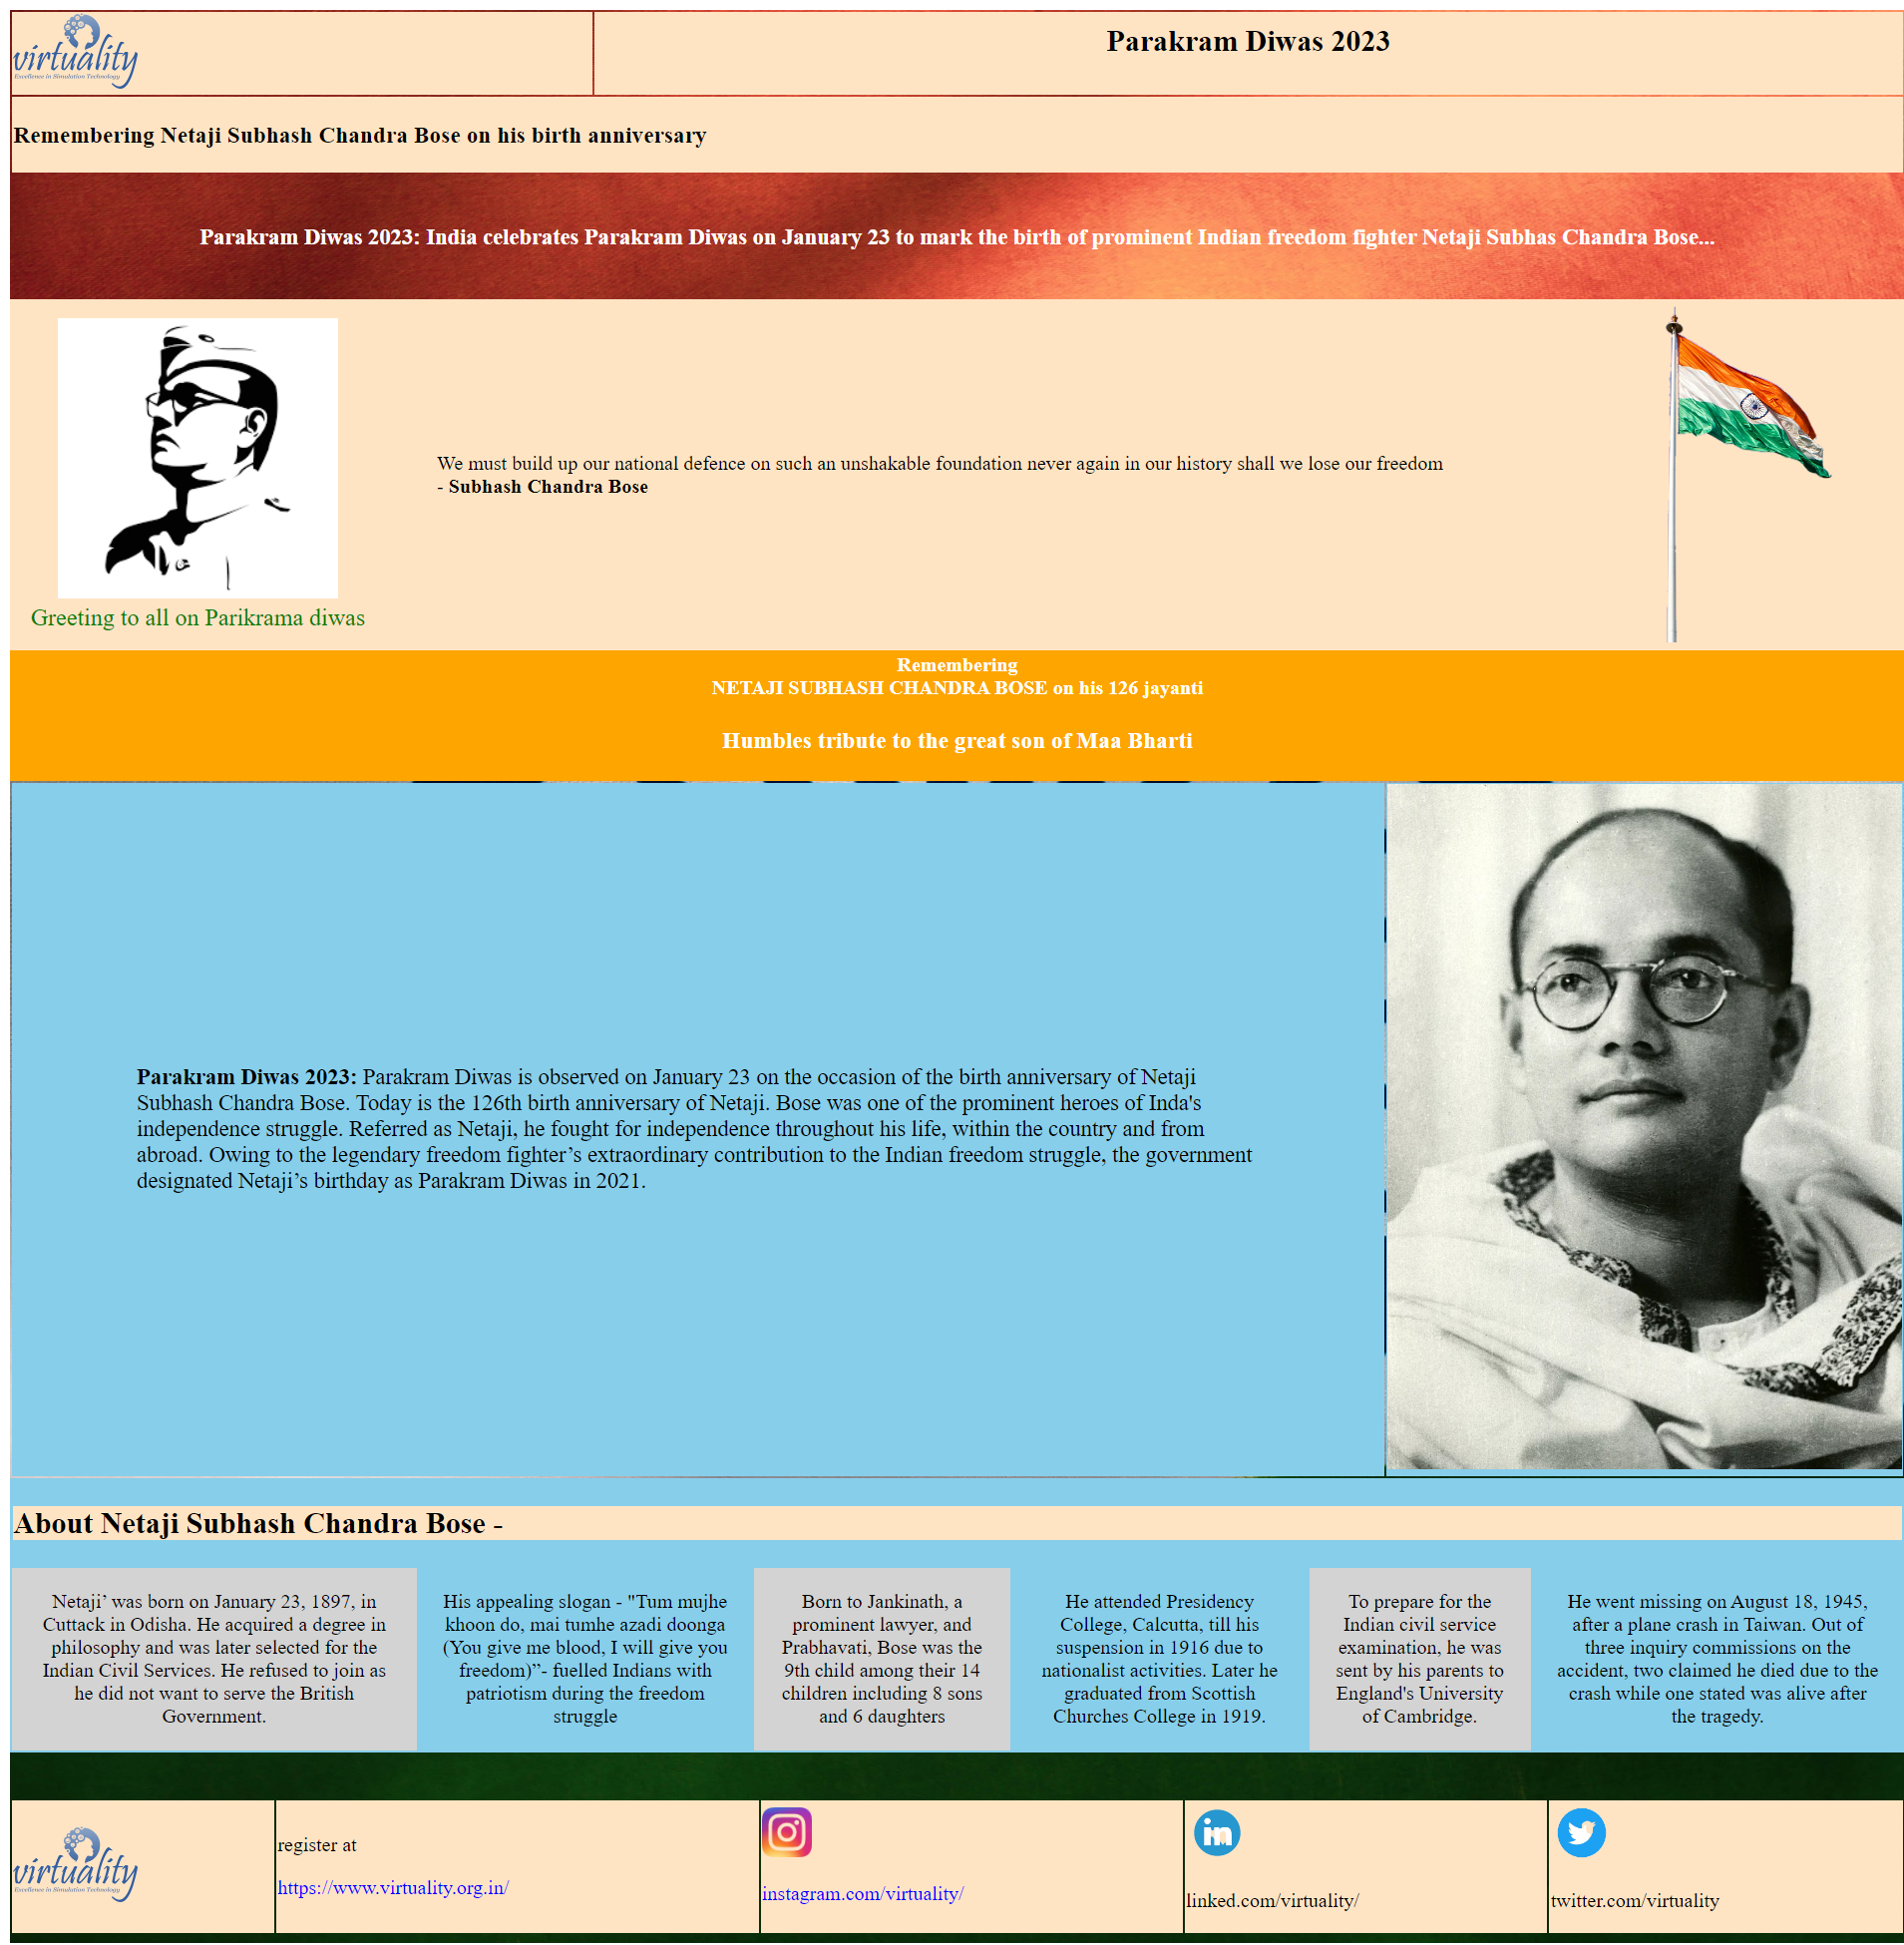 virtuality
Excellence in Simulation Technology
Parakram Diwas 2023
Remembering Netaji Subhash Chandra Bose on his birth anniversary
Parakram Diwas 2023: India celebrates Parakram Diwas on January 23 to mark the birth of prominent Indian freedom fighter Netaji Subhas Chandra Bose...
We must build up our national defence on such an unshakable foundation never again in our history shall we lose our freedom
- Subhash Chandra Bose
Greeting to all on Parikrama diwas
Remembering
NETAJI SUBHASH CHANDRA BOSE on his 126 jayanti
Humbles tribute to the great son of Maa Bharti
Parakram Diwas 2023: Parakram Diwas is observed on January 23 on the occasion of the birth anniversary of Netaji
Subhash Chandra Bose. Today is the 126th birth anniversary of Netaji. Bose was one of the prominent heroes of Inda's
independence struggle. Referred as Netaji, he fought for independence throughout his life, within the country and from
abroad. Owing to the legendary freedom fighter’s extraordinary contribution to the Indian freedom struggle, the government
designated Netaji’s birthday as Parakram Diwas in 2021.
About Netaji Subhash Chandra Bose -
Netaji’ was born on January 23, 1897, in
Cuttack in Odisha. He acquired a degree in
philosophy and was later selected for the
Indian Civil Services. He refused to join as
he did not want to serve the British
Government.
His appealing slogan - "Tum mujhe
khoon do, mai tumhe azadi doonga
(You give me blood, I will give you
freedom)”- fuelled Indians with
patriotism during the freedom
struggle
Born to Jankinath, a
prominent lawyer, and
Prabhavati, Bose was the
9th child among their 14
children including 8 sons
and 6 daughters
He attended Presidency
College, Calcutta, till his
suspension in 1916 due to
nationalist activities. Later he
graduated from Scottish
Churches College in 1919.
To prepare for the
Indian civil service
examination, he was
sent by his parents to
England's University
of Cambridge.
He went missing on August 18, 1945,
after a plane crash in Taiwan. Out of
three inquiry commissions on the
accident, two claimed he died due to the
crash while one stated was alive after
the tragedy.
virtuality
Excellence in Simulation Technology
register at
https://www.virtuality.org.in/
instagram.com/virtuality/
in
linked.com/virtuality/
twitter.com/virtuality